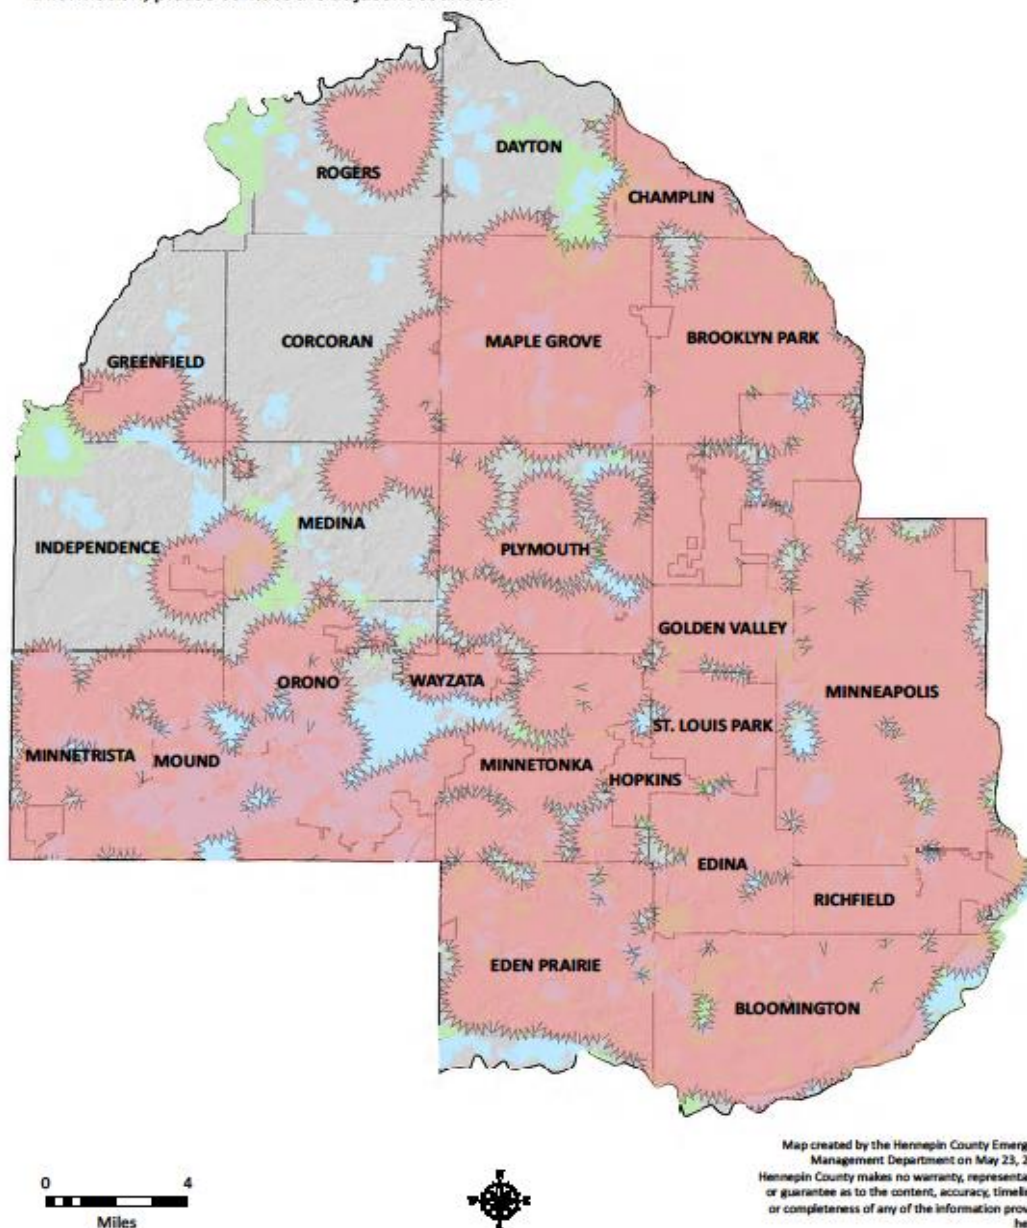 ROGERS
DAYTON
CHAMPLIN
CORCORAN
MAPLE GROVE
BROOKLYN PARK
GREENFIELD
INDEPENDENCE
MEDINA
PLYMOUTH
GOLDEN VALLEY
ORONO
WAYZATA
MINNEAPOLIS
MINNETRISTA
MOUND
MINNETONKA
ST. LOUIS PARK
HOPKINS
EDINA
RICHFIELD
EDEN PRAIRIE
BLOOMINGTON
Map created by the Hennepin County Emerg
Management Department on May 23, 2
Hennepin County makes no warranty, representa
or guarantee as to the content, accuracy, timeli
or completeness of any of the information prov
he
0 4
Miles